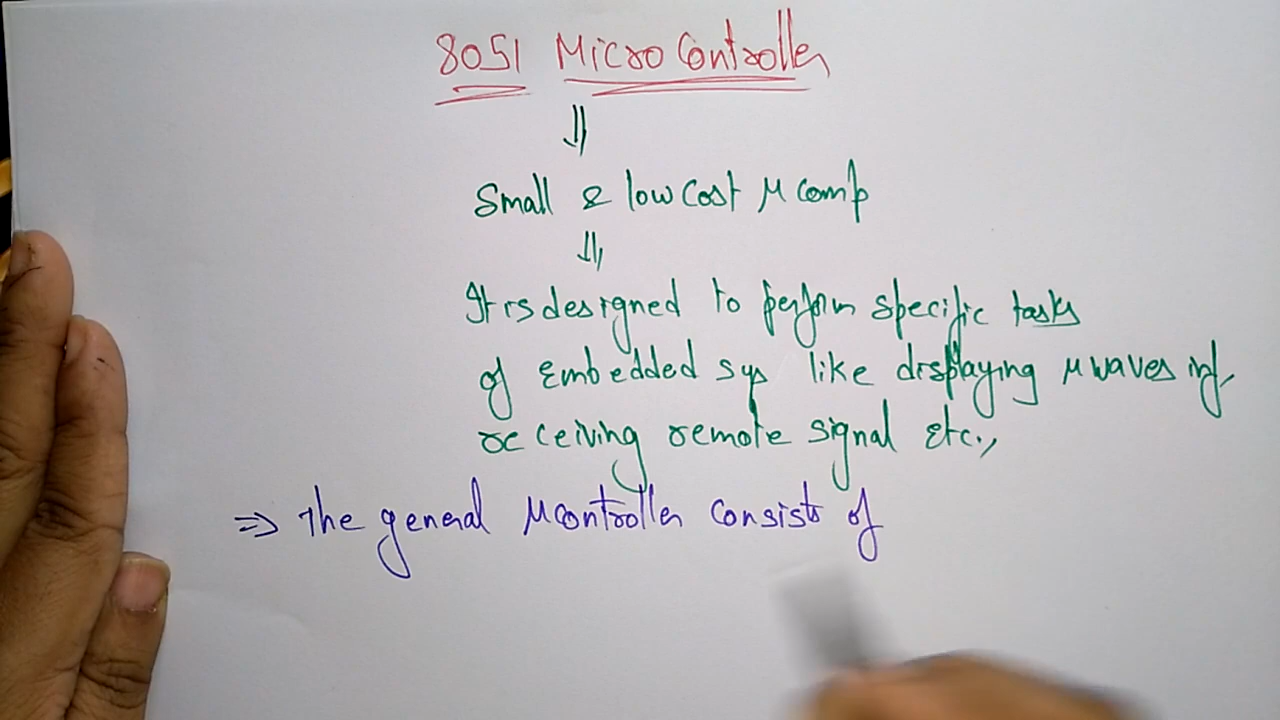 8051 Micro Controller
⇓
Small & low cost μ comp
⇓
It is designed to perform specific tasks
of Embedded sys like displaying μwaves inf,
receiving remote signal Etc.,
⇒ The general μcontroller consists of